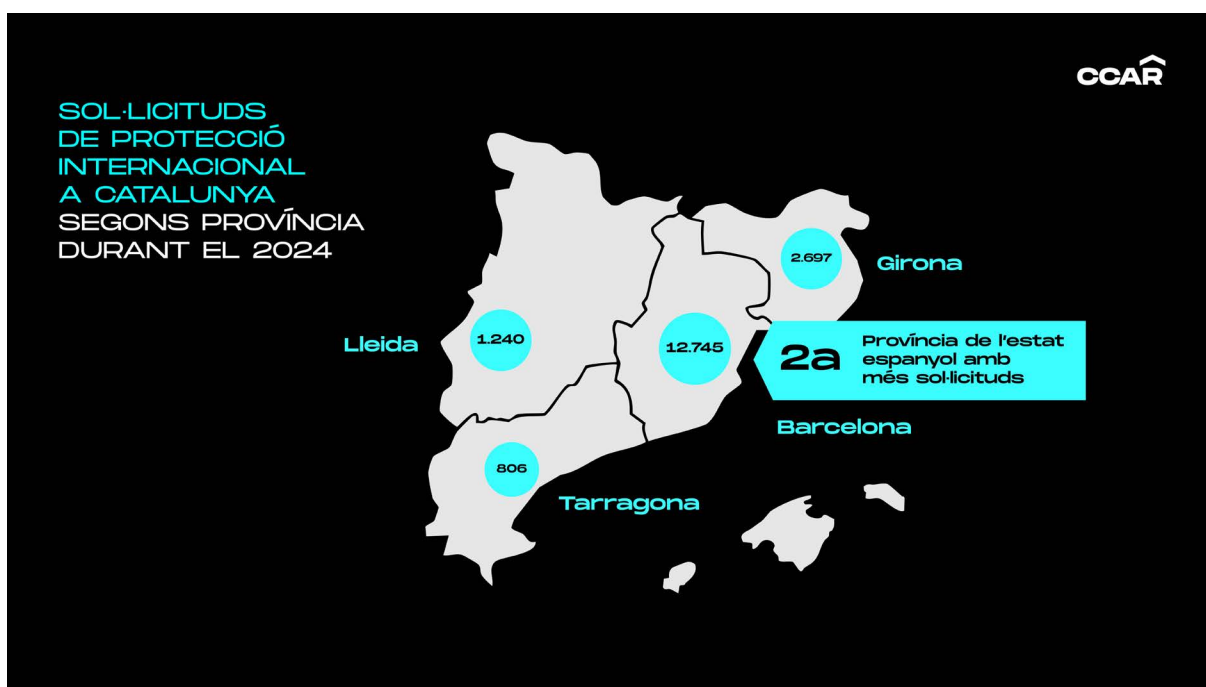 CCAR
SOL·LICITUDS
DE PROTECCIÓ
INTERNACIONAL
A CATALUNYA
SEGONS PROVÍNCIA
DURANT EL 2024
2.697
Girona
Lleida
1.240
12.745
2a
Província de l'estat
espanyol amb
més sol·licituds
Barcelona
806
Tarragona